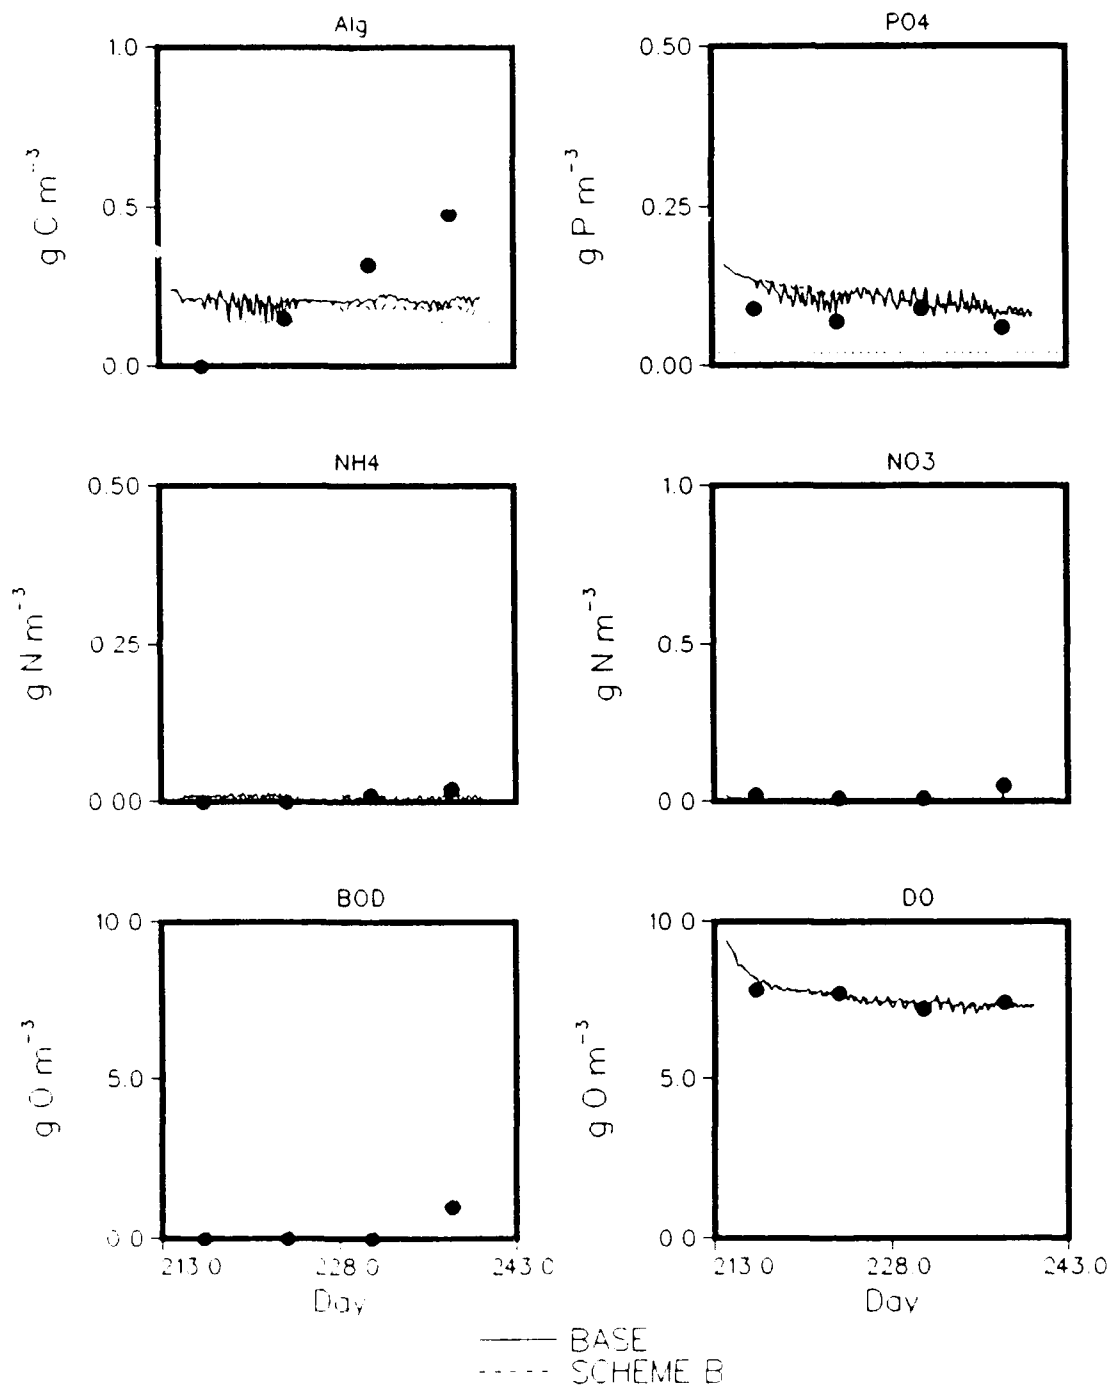 Alg
PO4
1.0
0.5
0.0
g C m⁻³
0.50
0.25
0.00
g P m⁻³
NH4
NO3
0.50
0 25
0 00
g N m⁻³
1.0
0.5
0 0
g N m⁻³
BOD
DO
10 0
5.0
0 0
g O m⁻³
213 0
228 0
243 0
Day
10 0
5.0
0 0
g O m⁻³
213 0
228.0
243.0
Day
BASE
SCHEME B